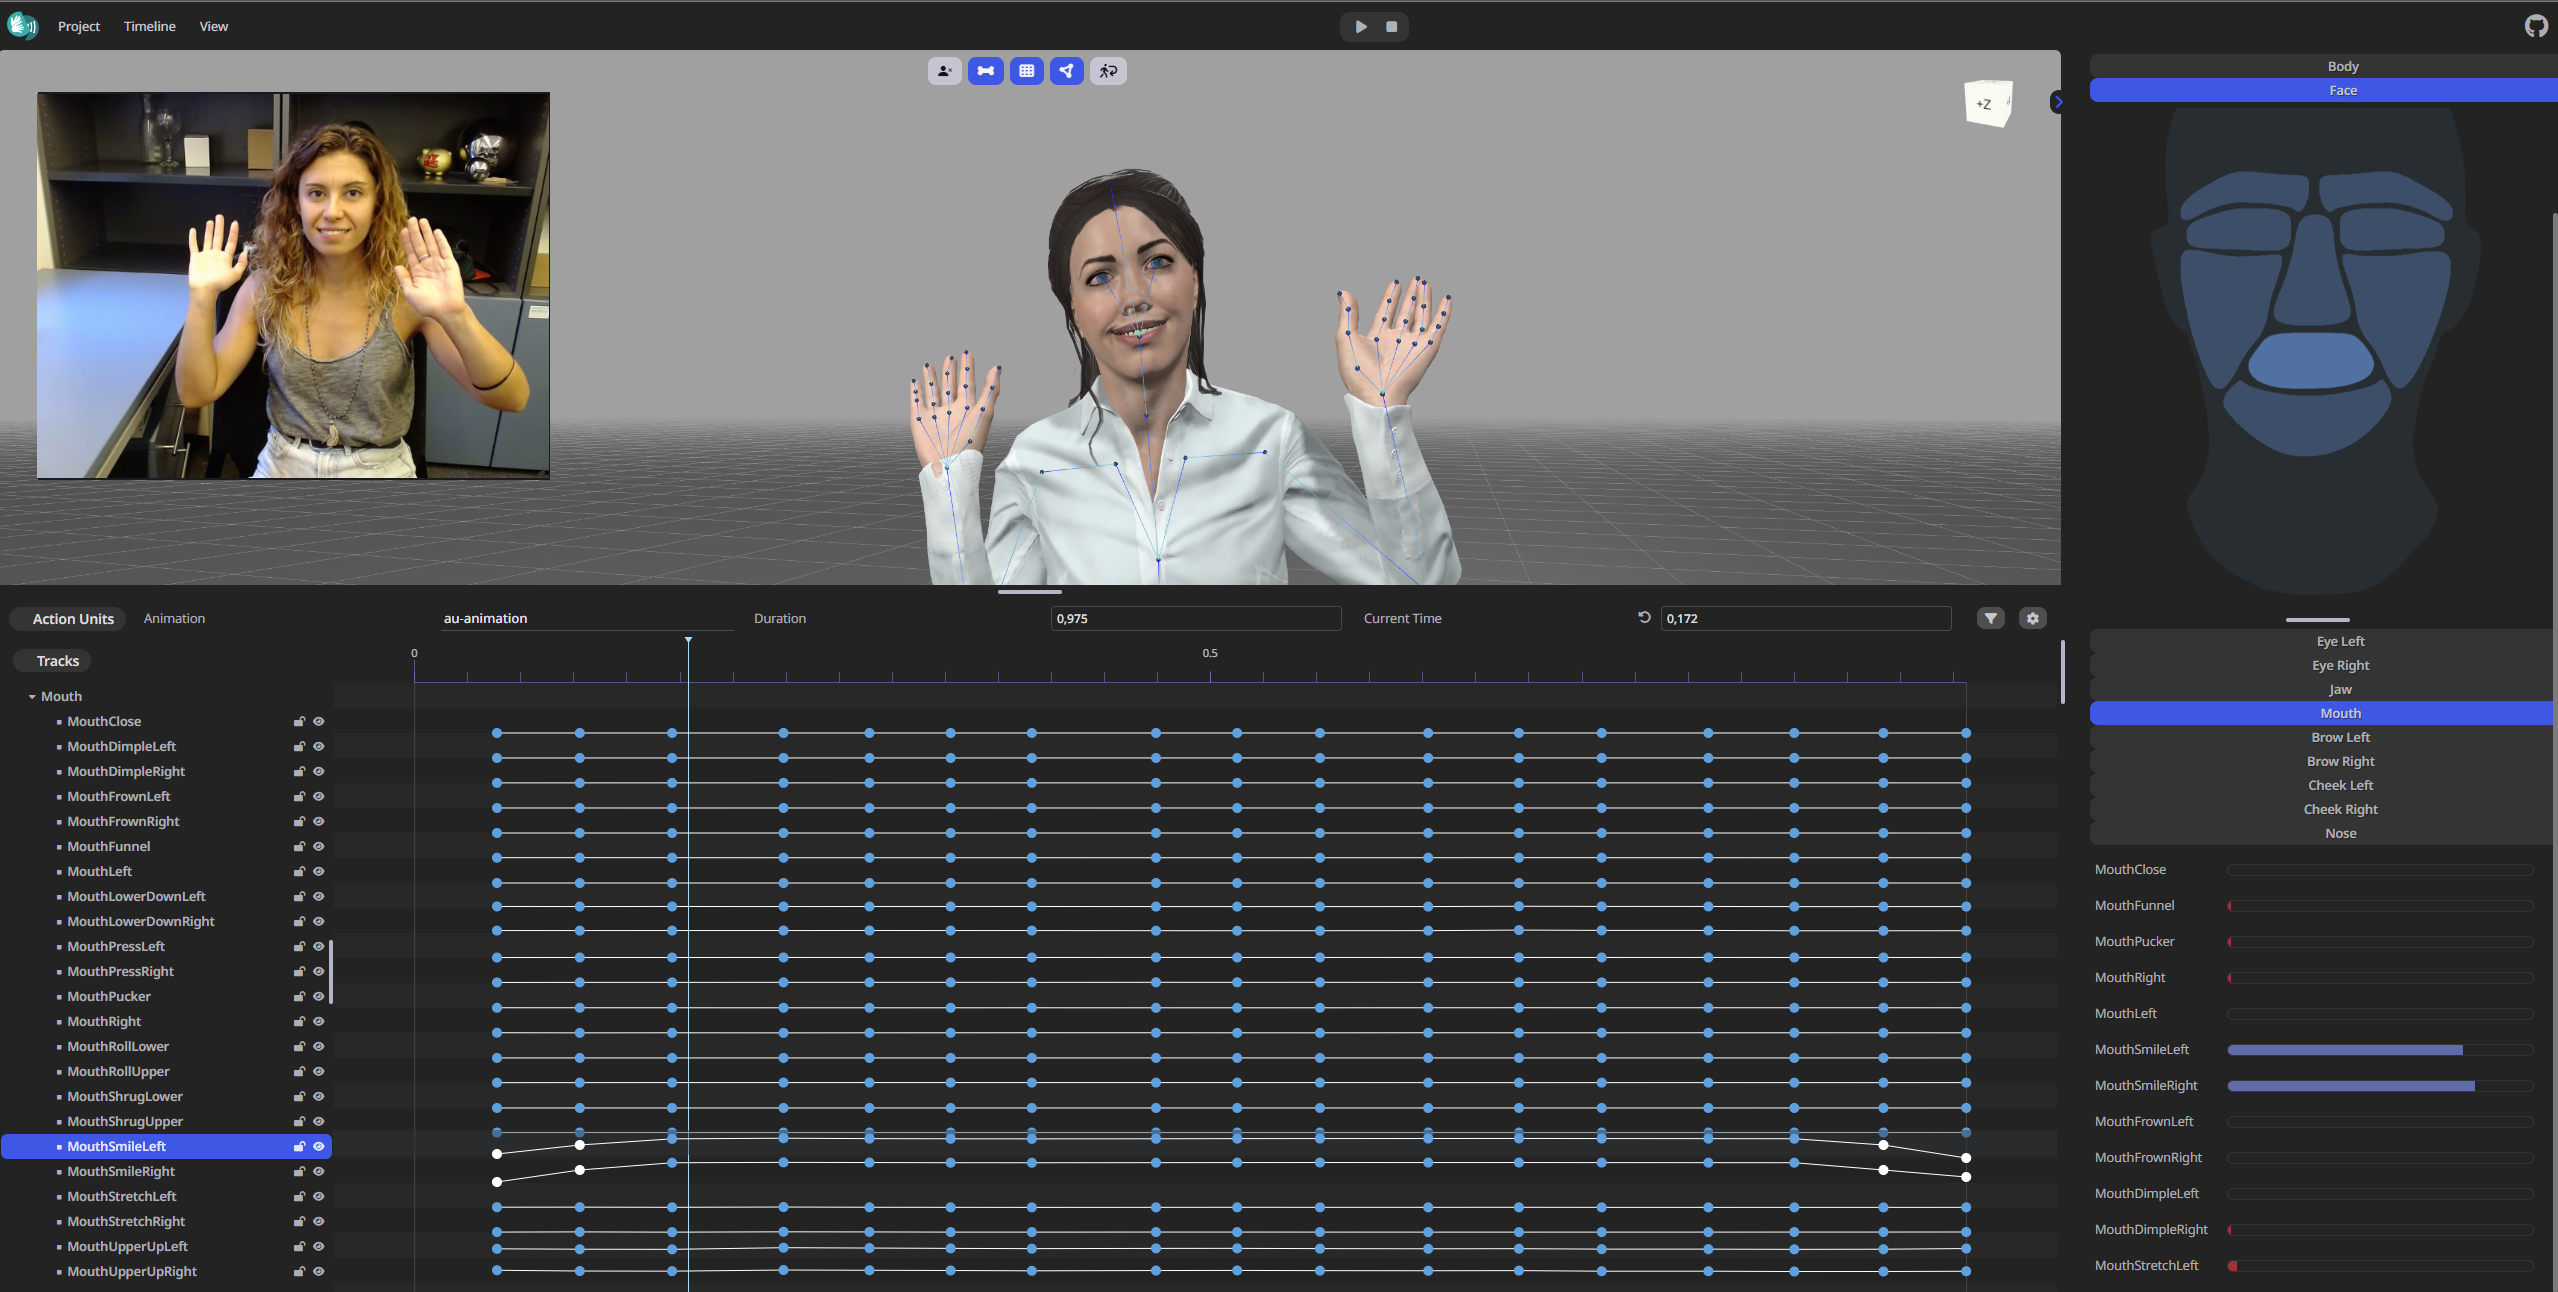 Project Timeline View
+Z
Body
Face
Action Units Animation au-animation Duration 0,975 Current Time 0,172
Tracks
0 0.5
Mouth
MouthClose
MouthDimpleLeft
MouthDimpleRight
MouthFrownLeft
MouthFrownRight
MouthFunnel
MouthLeft
MouthLowerDownLeft
MouthLowerDownRight
MouthPressLeft
MouthPressRight
MouthPucker
MouthRight
MouthRollLower
MouthRollUpper
MouthShrugLower
MouthShrugUpper
MouthSmileLeft
MouthSmileRight
MouthStretchLeft
MouthStretchRight
MouthUpperUpLeft
MouthUpperUpRight
Eye Left
Eye Right
Jaw
Mouth
Brow Left
Brow Right
Cheek Left
Cheek Right
Nose
MouthClose
MouthFunnel
MouthPucker
MouthRight
MouthLeft
MouthSmileLeft
MouthSmileRight
MouthFrownLeft
MouthFrownRight
MouthDimpleLeft
MouthDimpleRight
MouthStretchLeft